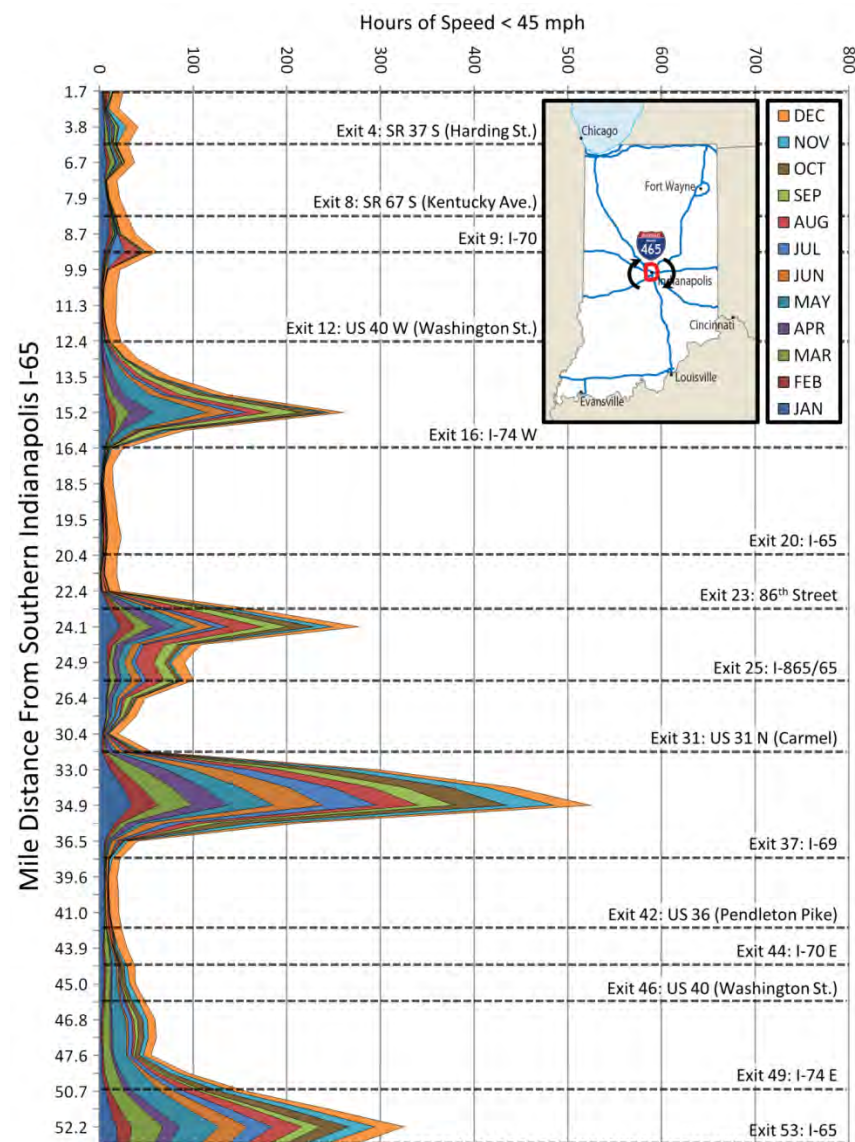 Hours of Speed < 45 mph
0
100
200
300
400
500
600
700
800
Mile Distance From Southern Indianapolis I-65
1.7
3.8
6.7
7.9
8.7
9.9
11.3
12.4
13.5
15.2
16.4
18.5
19.5
20.4
22.4
24.1
24.9
26.4
30.4
33.0
34.9
36.5
39.6
41.0
43.9
45.0
46.8
47.6
50.7
52.2
Exit 4: SR 37 S (Harding St.)
Exit 8: SR 67 S (Kentucky Ave.)
Exit 9: I-70
Exit 12: US 40 W (Washington St.)
Exit 16: I-74 W
Exit 20: I-65
Exit 23: 86th Street
Exit 25: I-865/65
Exit 31: US 31 N (Carmel)
Exit 37: I-69
Exit 42: US 36 (Pendleton Pike)
Exit 44: I-70 E
Exit 46: US 40 (Washington St.)
Exit 49: I-74 E
Exit 53: I-65
Chicago
Fort Wayne
465
Indianapolis
Cincinnati
Louisville
Evansville
DEC
NOV
OCT
SEP
AUG
JUL
JUN
MAY
APR
MAR
FEB
JAN